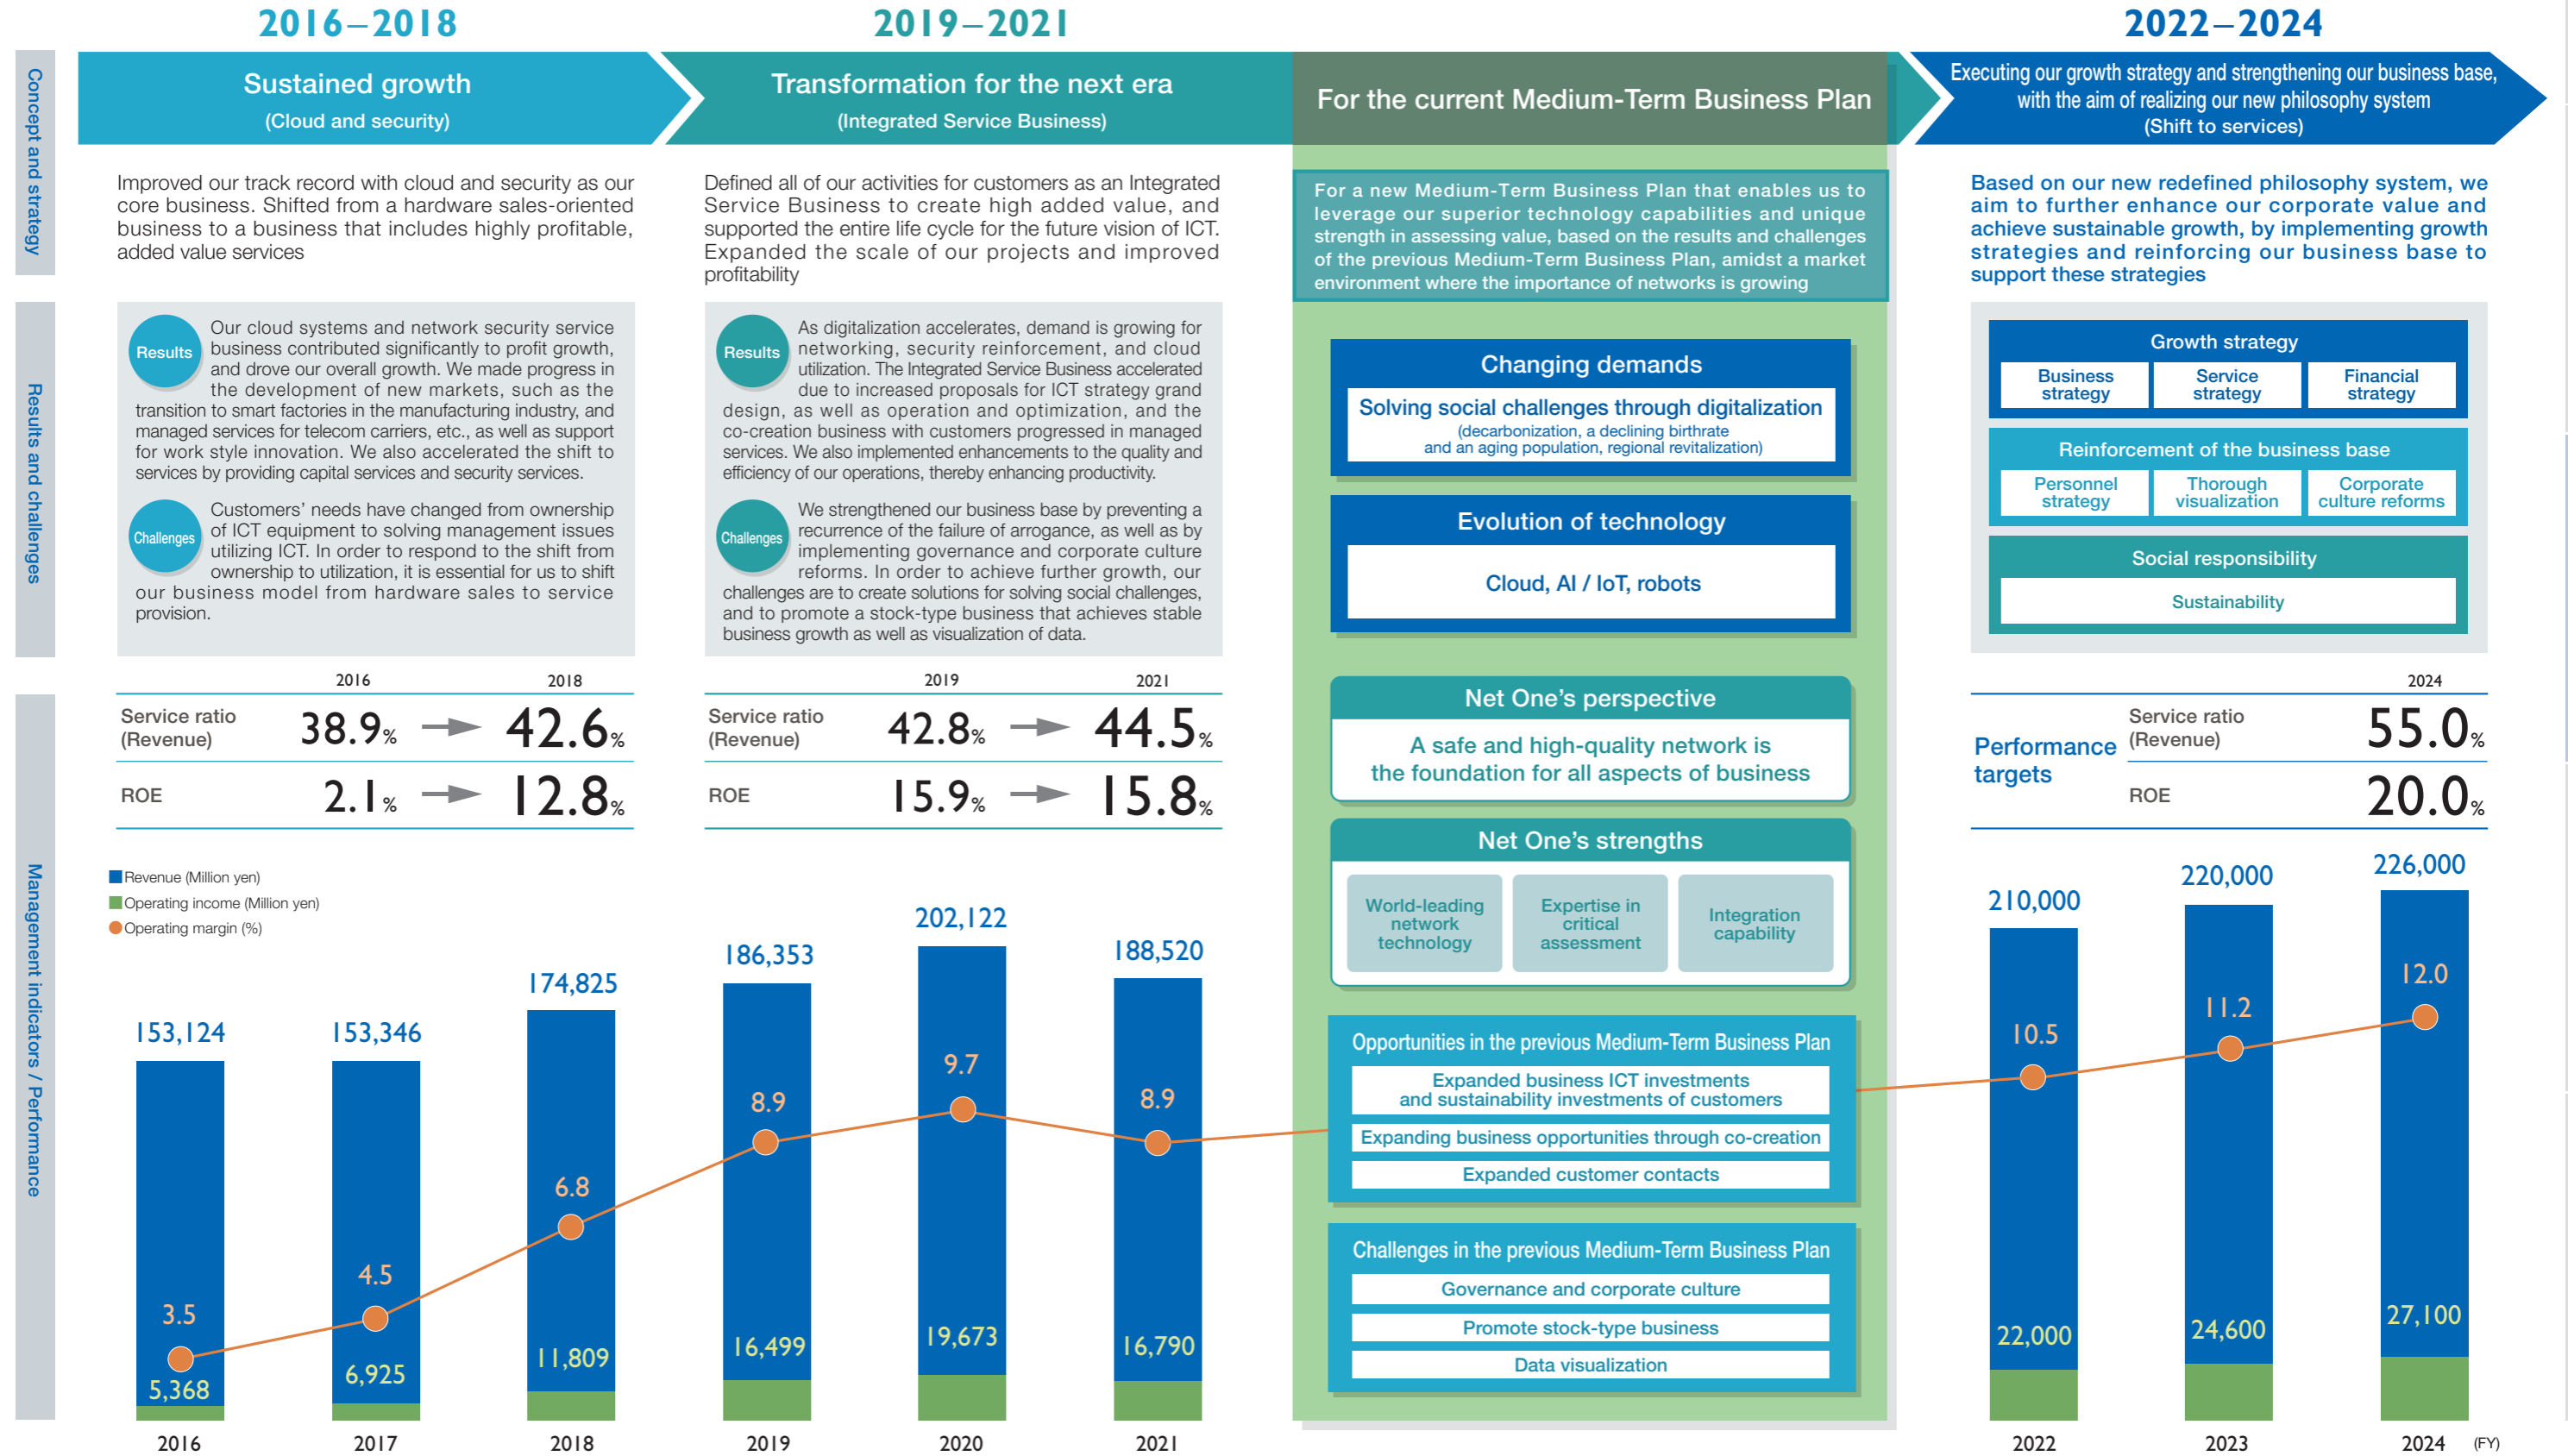 2016–2018
2019–2021
2022–2024
Concept and strategy
Sustained growth
(Cloud and security)
Transformation for the next era
(Integrated Service Business)
For the current Medium-Term Business Plan
Executing our growth strategy and strengthening our business base,
with the aim of realizing our new philosophy system
(Shift to services)
Improved our track record with cloud and security as our
core business. Shifted from a hardware sales-oriented
business to a business that includes highly profitable,
added value services
Defined all of our activities for customers as an Integrated
Service Business to create high added value, and
supported the entire life cycle for the future vision of ICT.
Expanded the scale of our projects and improved
profitability
For a new Medium-Term Business Plan that enables us to
leverage our superior technology capabilities and unique
strength in assessing value, based on the results and challenges
of the previous Medium-Term Business Plan, amidst a market
environment where the importance of networks is growing
Based on our new redefined philosophy system, we
aim to further enhance our corporate value and
achieve sustainable growth, by implementing growth
strategies and reinforcing our business base to
support these strategies
Results and challenges
Results
Our cloud systems and network security service
business contributed significantly to profit growth,
and drove our overall growth. We made progress in
the development of new markets, such as the
transition to smart factories in the manufacturing industry, and
managed services for telecom carriers, etc., as well as support
for work style innovation. We also accelerated the shift to
services by providing capital services and security services.
Challenges
Customers' needs have changed from ownership
of ICT equipment to solving management issues
utilizing ICT. In order to respond to the shift from
ownership to utilization, it is essential for us to shift
our business model from hardware sales to service
provision.
Results
As digitalization accelerates, demand is growing for
networking, security reinforcement, and cloud
utilization. The Integrated Service Business accelerated
due to increased proposals for ICT strategy grand
design, as well as operation and optimization, and the
co-creation business with customers progressed in managed
services. We also implemented enhancements to the quality and
efficiency of our operations, thereby enhancing productivity.
Challenges
We strengthened our business base by preventing a
recurrence of the failure of arrogance, as well as by
implementing governance and corporate culture
reforms. In order to achieve further growth, our
challenges are to create solutions for solving social challenges,
and to promote a stock-type business that achieves stable
business growth as well as visualization of data.
Changing demands
Solving social challenges through digitalization
(decarbonization, a declining birthrate
and an aging population, regional revitalization)
Evolution of technology
Cloud, AI / IoT, robots
Growth strategy
Business
strategy
Service
strategy
Financial
strategy
Reinforcement of the business base
Personnel
strategy
Thorough
visualization
Corporate
culture reforms
Social responsibility
Sustainability
Management indicators / Performance
2016 2018
Service ratio
(Revenue)
38.9% 42.6%
ROE 2.1% 12.8%
2019 2021
Service ratio
(Revenue)
42.8% 44.5%
ROE 15.9% 15.8%
Net One's perspective
A safe and high-quality network is
the foundation for all aspects of business
Net One's strengths
World-leading
network
technology
Expertise in
critical
assessment
Integration
capability
Opportunities in the previous Medium-Term Business Plan
Expanded business ICT investments
and sustainability investments of customers
Expanding business opportunities through co-creation
Expanded customer contacts
Challenges in the previous Medium-Term Business Plan
Governance and corporate culture
Promote stock-type business
Data visualization
2024
Performance
targets
Service ratio
(Revenue)
55.0%
ROE 20.0%
Revenue (Million yen)
Operating income (Million yen)
Operating margin (%)
153,124
3.5
5,368
2016
153,346
4.5
6,925
2017
174,825
6.8
11,809
2018
186,353
8.9
16,499
2019
202,122
9.7
19,673
2020
188,520
8.9
16,790
2021
210,000
10.5
22,000
2022
220,000
11.2
24,600
2023
226,000
12.0
27,100
2024
(FY)